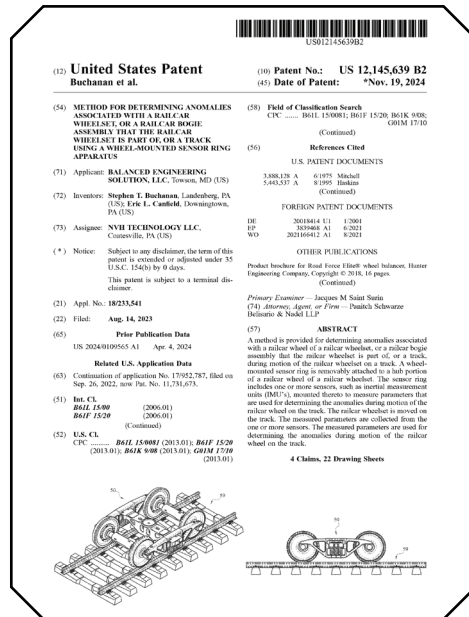 US012145639B2
(12) United States Patent
Buchanan et al.
(10) Patent No.: US 12,145,639 B2
(45) Date of Patent: *Nov. 19, 2024
(54) METHOD FOR DETERMINING ANOMALIES
ASSOCIATED WITH A RAILCAR
WHEELSET, OR A RAILCAR BOGIE
ASSEMBLY THAT THE RAILCAR
WHEELSET IS PART OF, OR A TRACK
USING A WHEEL-MOUNTED SENSOR RING
APPARATUS
(71) Applicant: BALANCED ENGINEERING
SOLUTION, LLC, Towson, MD (US)
(72) Inventors: Stephen T. Buchanan, Landenberg, PA
(US); Eric L. Canfield, Downingtown,
PA (US)
(73) Assignee: NVH TECHNOLOGY LLC,
Coatesville, PA (US)
( * ) Notice: Subject to any disclaimer, the term of this
patent is extended or adjusted under 35
U.S.C. 154(b) by 0 days.
This patent is subject to a terminal dis-
claimer.
(21) Appl. No.: 18/233,541
(22) Filed: Aug. 14, 2023
(65) Prior Publication Data
US 2024/0109565 A1 Apr. 4, 2024
Related U.S. Application Data
(63) Continuation of application No. 17/952,787, filed on
Sep. 26, 2022, now Pat. No. 11,731,673.
(51) Int. Cl.
B61L 15/00 (2006.01)
B61F 15/20 (2006.01)
(Continued)
(52) U.S. Cl.
CPC .......... B61L 15/0081 (2013.01); B61F 15/20
(2013.01); B61K 9/08 (2013.01); G01M 17/10
(2013.01)
(58) Field of Classification Search
CPC ...... B61L 15/0081; B61F 15/20; B61K 9/08;
G01M 17/10
(Continued)
(56) References Cited
U.S. PATENT DOCUMENTS
3,888,128 A 6/1975 Mitchell
5,443,537 A 8/1995 Haskins
(Continued)
FOREIGN PATENT DOCUMENTS
DE 20018414 U1 1/2001
EP 3839468 A1 6/2021
WO 2021166412 A1 8/2021
OTHER PUBLICATIONS
Product brochure for Road Force Elite® wheel balancer, Hunter
Engineering Company, Copyright © 2018, 16 pages.
(Continued)
Primary Examiner — Jacques M Saint Surin
(74) Attorney, Agent, or Firm — Panitch Schwarze
Belisario & Nadel LLP
(57) ABSTRACT
A method is provided for determining anomalies associated
with a railcar wheel of a railcar wheelset, or a railcar bogie
assembly that the railcar wheelset is part of, or a track,
during motion of the railcar wheelset on a track. A wheel-
mounted sensor ring is removably attached to a hub portion
of a railcar wheel of a railcar wheelset. The sensor ring
includes one or more sensors, such as inertial measurement
units (IMU's), mounted thereto to measure parameters that
are used for determining the anomalies during motion of the
railcar wheel on the track. The railcar wheelset is moved on
the track. The measured parameters are collected from the
one or more sensors. The measured parameters are used for
determining the anomalies during motion of the railcar
wheel on the track.
4 Claims, 22 Drawing Sheets
50
59
50
59